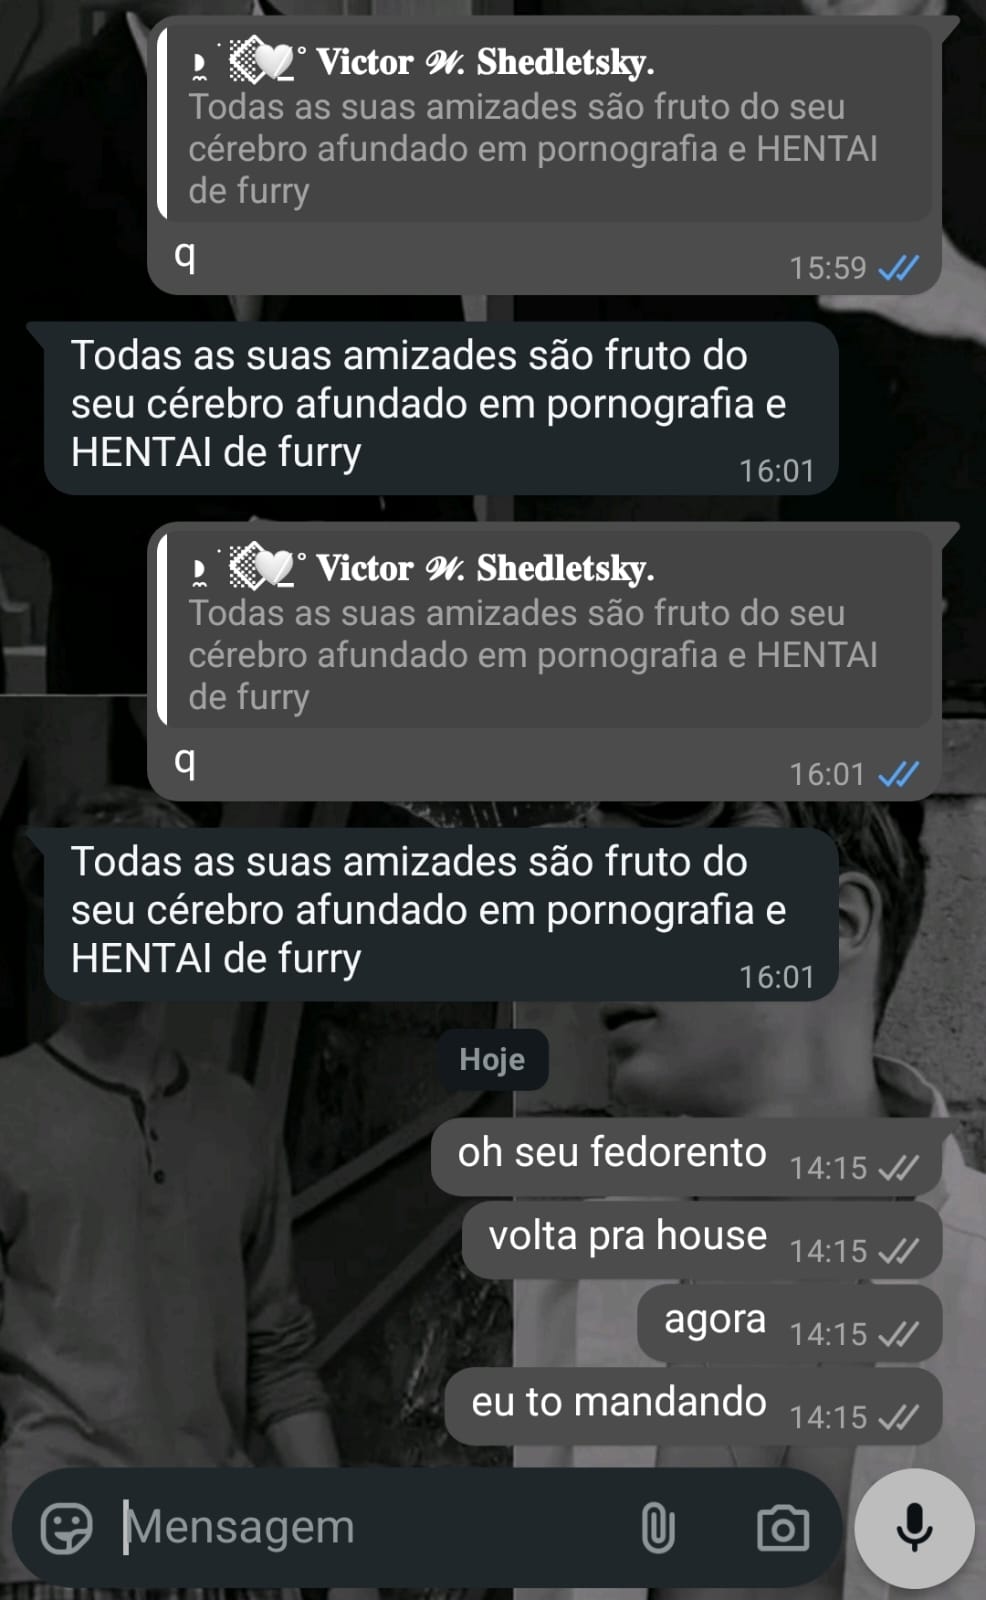 Victor 𝓦. Shedletsky.
Todas as suas amizades são fruto do seu
cérebro afundado em pornografia e HENTAI
de furry
q
15:59
Todas as suas amizades são fruto do
seu cérebro afundado em pornografia e
HENTAI de furry
16:01
Victor 𝓦. Shedletsky.
Todas as suas amizades são fruto do seu
cérebro afundado em pornografia e HENTAI
de furry
q
16:01
Todas as suas amizades são fruto do
seu cérebro afundado em pornografia e
HENTAI de furry
16:01
Hoje
oh seu fedorento 14:15
volta pra house 14:15
agora 14:15
eu to mandando 14:15
Mensagem